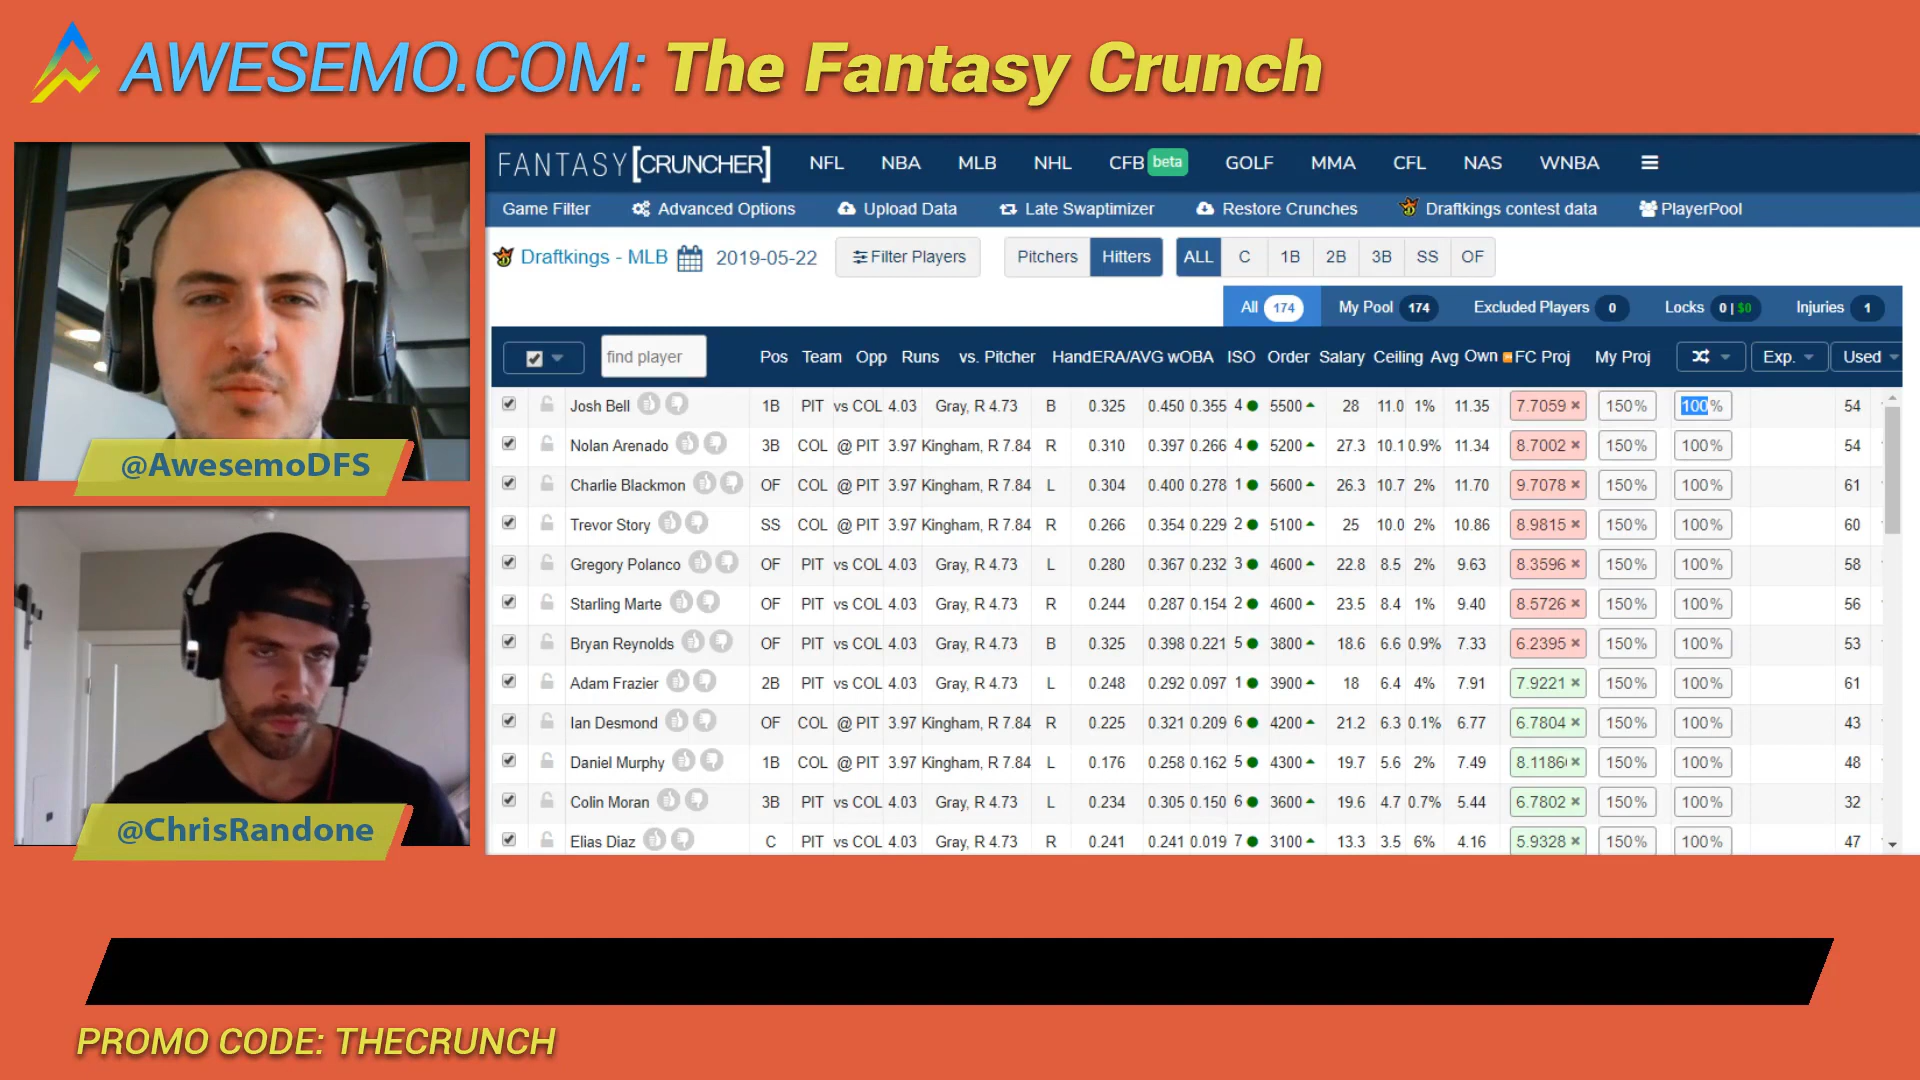 AWESEMO.COM: The Fantasy Crunch
@AwesemoDFS
@ChrisRandone
FANTASY [CRUNCHER] NFL NBA MLB NHL CFB beta GOLF MMA CFL NAS WNBA
Game Filter Advanced Options Upload Data Late Swaptimizer Restore Crunches Draftkings contest data PlayerPool
Draftkings - MLB 2019-05-22 Filter Players Pitchers Hitters ALL C 1B 2B 3B SS OF
All 174 My Pool 174 Excluded Players 0 Locks 0 | $0 Injuries 1
find player Pos Team Opp Runs vs. Pitcher Hand ERA/AVG wOBA ISO Order Salary Ceiling Avg Own FC Proj My Proj Exp. Used
Josh Bell 1B PIT vs COL 4.03 Gray, R 4.73 B 0.325 0.450 0.355 4 5500 28 11.0 1% 11.35 7.7059 × 150% 100% 54
Nolan Arenado 3B COL @ PIT 3.97 Kingham, R 7.84 R 0.310 0.397 0.266 4 5200 27.3 10.1 0.9% 11.34 8.7002 × 150% 100% 54
Charlie Blackmon OF COL @ PIT 3.97 Kingham, R 7.84 L 0.304 0.400 0.278 1 5600 26.3 10.7 2% 11.70 9.7078 × 150% 100% 61
Trevor Story SS COL @ PIT 3.97 Kingham, R 7.84 R 0.266 0.354 0.229 2 5100 25 10.0 2% 10.86 8.9815 × 150% 100% 60
Gregory Polanco OF PIT vs COL 4.03 Gray, R 4.73 L 0.280 0.367 0.232 3 4600 22.8 8.5 2% 9.63 8.3596 × 150% 100% 58
Starling Marte OF PIT vs COL 4.03 Gray, R 4.73 R 0.244 0.287 0.154 2 4600 23.5 8.4 1% 9.40 8.5726 × 150% 100% 56
Bryan Reynolds OF PIT vs COL 4.03 Gray, R 4.73 B 0.325 0.398 0.221 5 3800 18.6 6.6 0.9% 7.33 6.2395 × 150% 100% 53
Adam Frazier 2B PIT vs COL 4.03 Gray, R 4.73 L 0.248 0.292 0.097 1 3900 18 6.4 4% 7.91 7.9221 × 150% 100% 61
Ian Desmond OF COL @ PIT 3.97 Kingham, R 7.84 R 0.225 0.321 0.209 6 4200 21.2 6.3 0.1% 6.77 6.7804 × 150% 100% 43
Daniel Murphy 1B COL @ PIT 3.97 Kingham, R 7.84 L 0.176 0.258 0.162 5 4300 19.7 5.6 2% 7.49 8.1186 × 150% 100% 48
Colin Moran 3B PIT vs COL 4.03 Gray, R 4.73 L 0.234 0.305 0.150 6 3600 19.6 4.7 0.7% 5.44 6.7802 × 150% 100% 32
Elias Diaz C PIT vs COL 4.03 Gray, R 4.73 R 0.241 0.241 0.019 7 3100 13.3 3.5 6% 4.16 5.9328 × 150% 100% 47
PROMO CODE: THECRUNCH